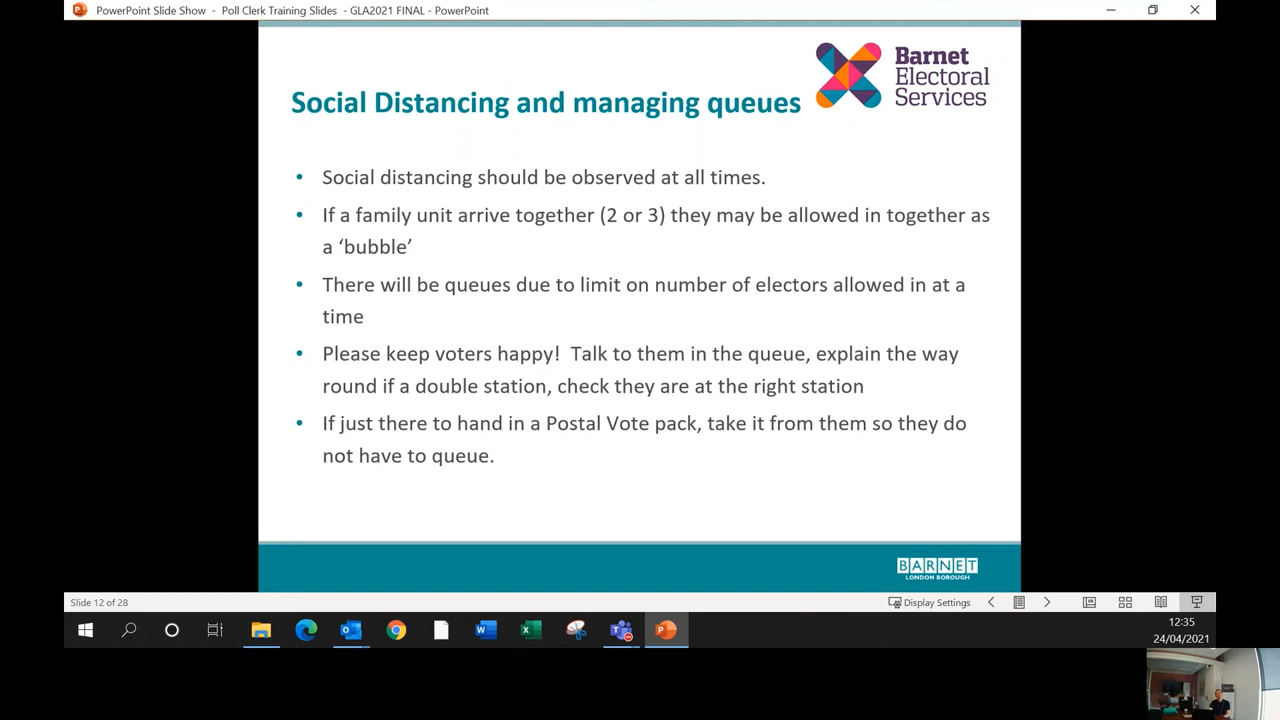 PowerPoint Slide Show - Poll Clerk Training Slides - GLA2021 FINAL - PowerPoint
Barnet
Electoral
Services
Social Distancing and managing queues
• Social distancing should be observed at all times.
• If a family unit arrive together (2 or 3) they may be allowed in together as
a ‘bubble’
• There will be queues due to limit on number of electors allowed in at a
time
• Please keep voters happy!  Talk to them in the queue, explain the way
round if a double station, check they are at the right station
• If just there to hand in a Postal Vote pack, take it from them so they do
not have to queue.
BARNET
LONDON BOROUGH
Slide 12 of 28
Display Settings
12:35
24/04/2021